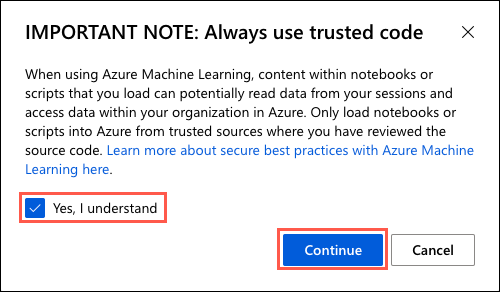 IMPORTANT NOTE: Always use trusted code
When using Azure Machine Learning, content within notebooks or
scripts that you load can potentially read data from your sessions and
access data within your organization in Azure. Only load notebooks or
scripts into Azure from trusted sources where you have reviewed the
source code. Learn more about secure best practices with Azure Machine
Learning here.
Yes, I understand
Continue Cancel